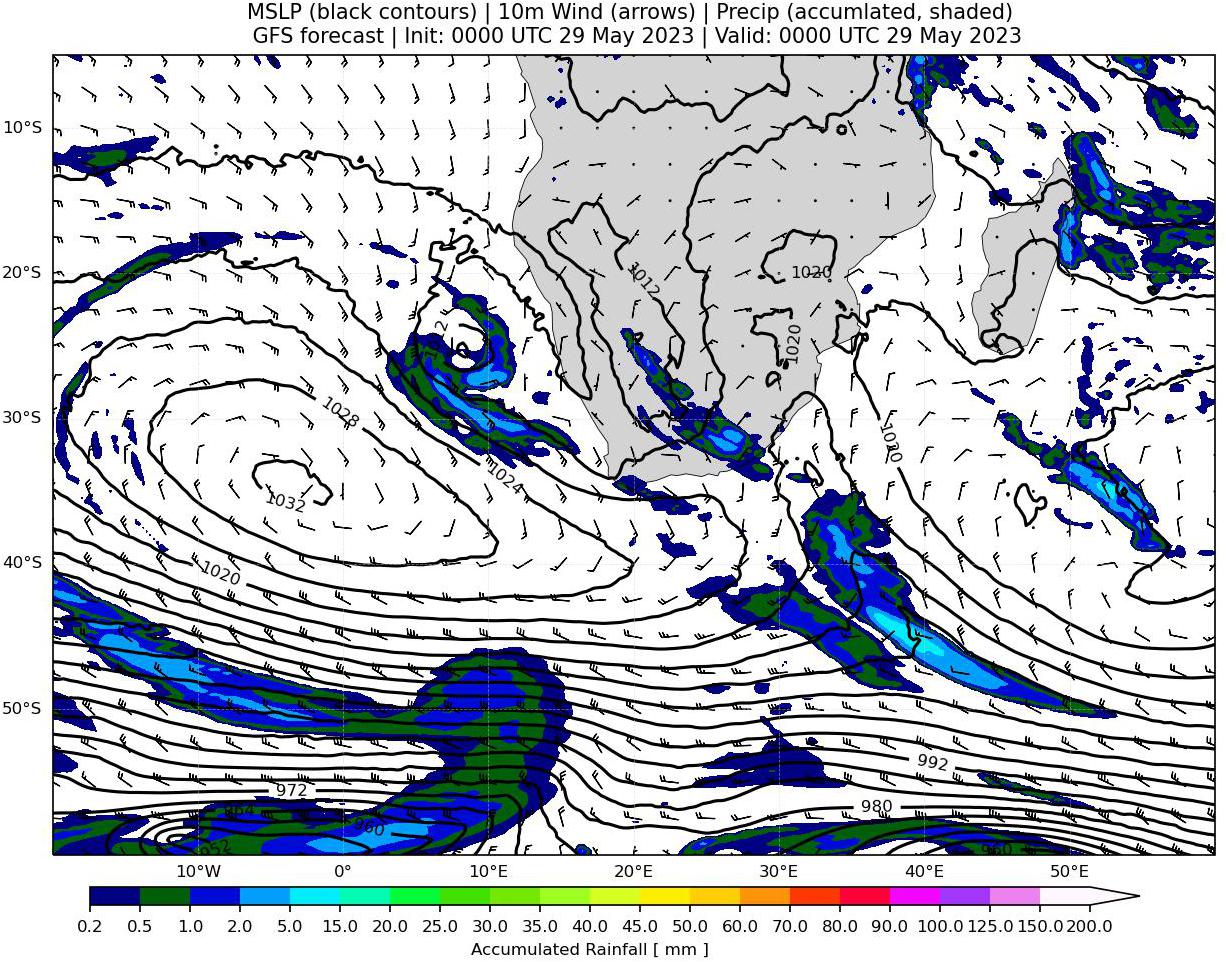 MSLP (black contours) | 10m Wind (arrows) | Precip (accumlated, shaded)
GFS forecast | Init: 0000 UTC 29 May 2023 | Valid: 0000 UTC 29 May 2023
10°S
20°S
1020
1012
1020
30°S
1028
1020
1024
1032
40°S
1020
50°S
992
972
980
964
960
952
960
10°W 0° 10°E 20°E 30°E 40°E 50°E
0.2 0.5 1.0 2.0 5.0 10.0 15.0 20.0 25.0 30.0 35.0 40.0 45.0 50.0 60.0 70.0 80.0 90.0 100.0 125.0 150.0 200.0
Accumulated Rainfall [ mm ]